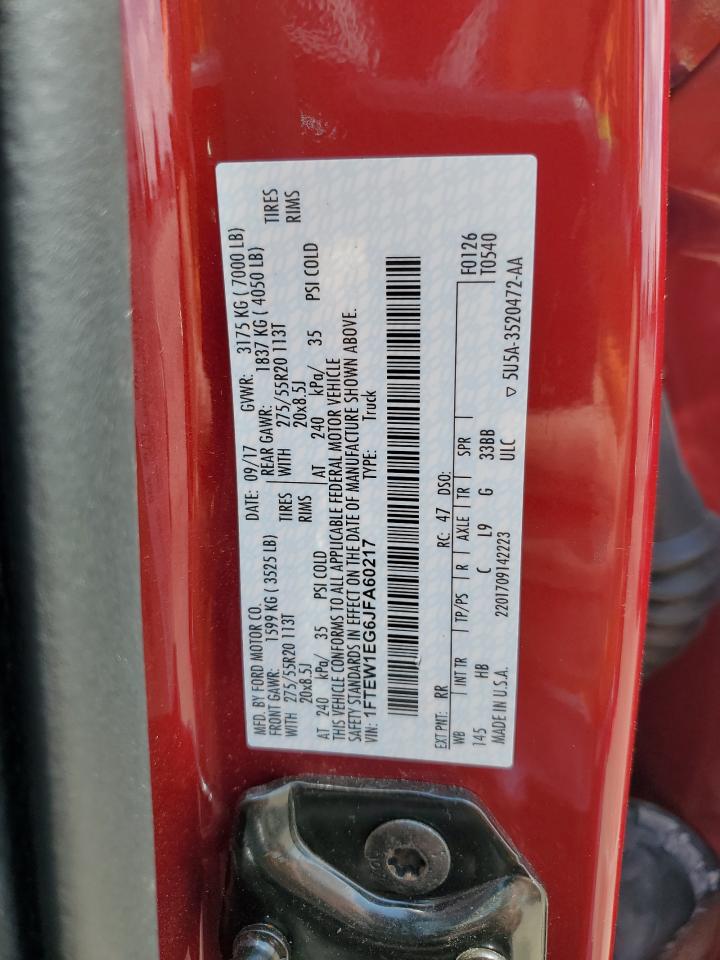 MFD. BY FORD MOTOR CO. DATE: 09/17 GVWR: 3175 KG ( 7000 LB)
FRONT GAWR: 1599 KG ( 3525 LB) REAR GAWR: 1837 KG ( 4050 LB)
WITH 275/55R20 113T TIRES WITH 275/55R20 113T TIRES
20x8.5J RIMS 20x8.5J RIMS
AT 240 kPa/ 35 PSI COLD AT 240 kPa/ 35 PSI COLD
THIS VEHICLE CONFORMS TO ALL APPLICABLE FEDERAL MOTOR VEHICLE
SAFETY STANDARDS IN EFFECT ON THE DATE OF MANUFACTURE SHOWN ABOVE.
VIN: 1FTEW1EG6JFA60217 TYPE: Truck
F0126
T0540
EXT PNT: RR RC: 47 DSO:
WB INT TR TP/PS R AXLE TR SPR
145 HB C L9 G 33BB
MADE IN U.S.A. 2201709142223 ULC ▽ 5U5A-3520472-AA